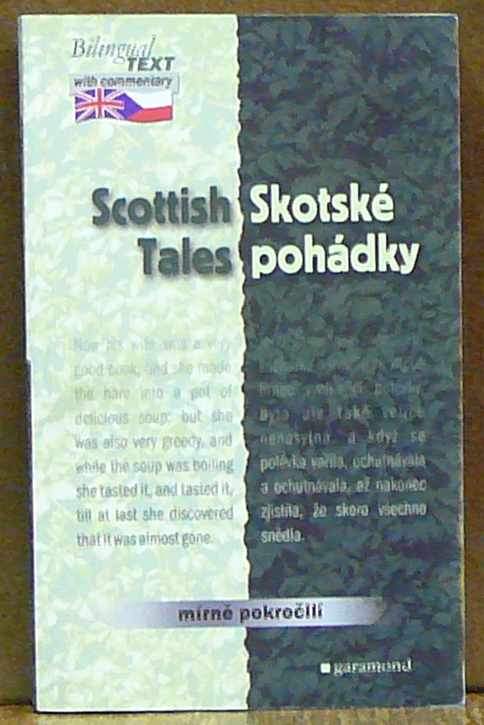 Bilingual
TEXT
with commentary
Scottish
Tales
Skotské
pohádky
Now his wife was a very
good cook, and she made
the hare into a pot of
delicious soup; but she
was also very greedy, and
while the soup was boiling
she tasted it, and tasted it,
till at last she discovered
that it was almost gone.
byla ale také velice
nenasytná, a když se
polévka vařila, ochutnávala
a ochutnávala, až nakonec
zjistila, že skoro všechno
snědla.
mírně pokročilí
garamond